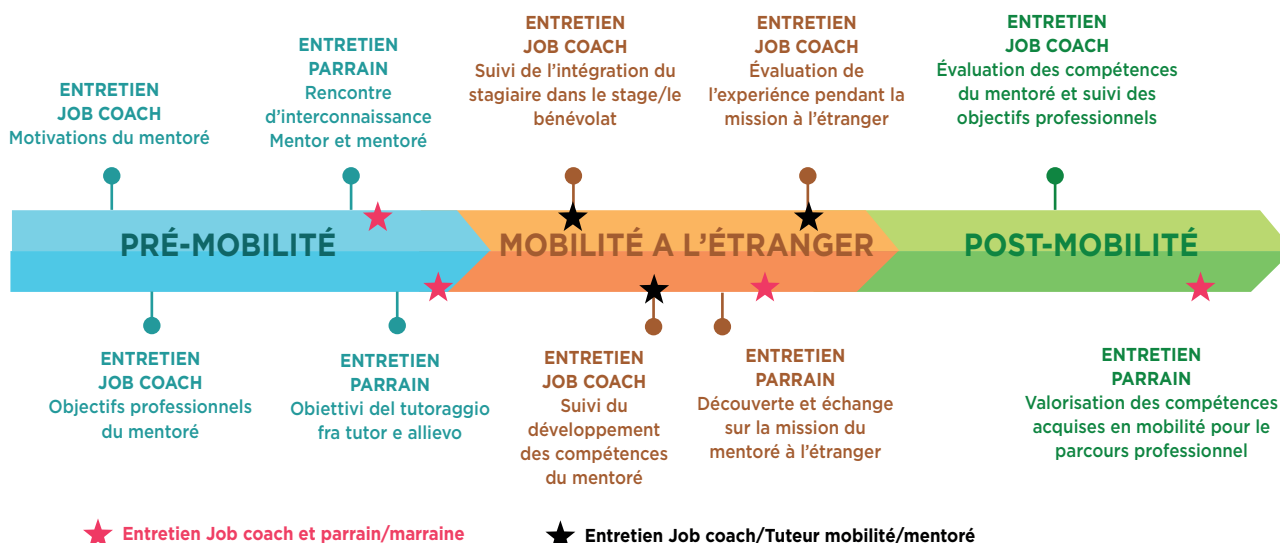 ENTRETIEN
JOB COACH
Motivations du mentoré
ENTRETIEN
PARRAIN
Rencontre
d'interconnaissance
Mentor et mentoré
ENTRETIEN
JOB COACH
Suivi de l'intégration du
stagiaire dans le stage/le
bénévolat
ENTRETIEN
JOB COACH
Évaluation de
l'experiénce pendant la
mission à l'étranger
ENTRETIEN
JOB COACH
Évaluation des compétences
du mentoré et suivi des
objectifs professionnels
PRÉ-MOBILITÉ
MOBILITÉ A L'ÉTRANGER
POST-MOBILITÉ
ENTRETIEN
JOB COACH
Objectifs professionnels
du mentoré
ENTRETIEN
PARRAIN
Obiettivi del tutoraggio
fra tutor e allievo
ENTRETIEN
JOB COACH
Suivi du
développement
des compétences
du mentoré
ENTRETIEN
PARRAIN
Découverte et échange
sur la mission du
mentoré à l'étranger
ENTRETIEN
PARRAIN
Valorisation des compétences
acquises en mobilité pour le
parcours professionnel
Entretien Job coach et parrain/marraine
Entretien Job coach/Tuteur mobilité/mentoré